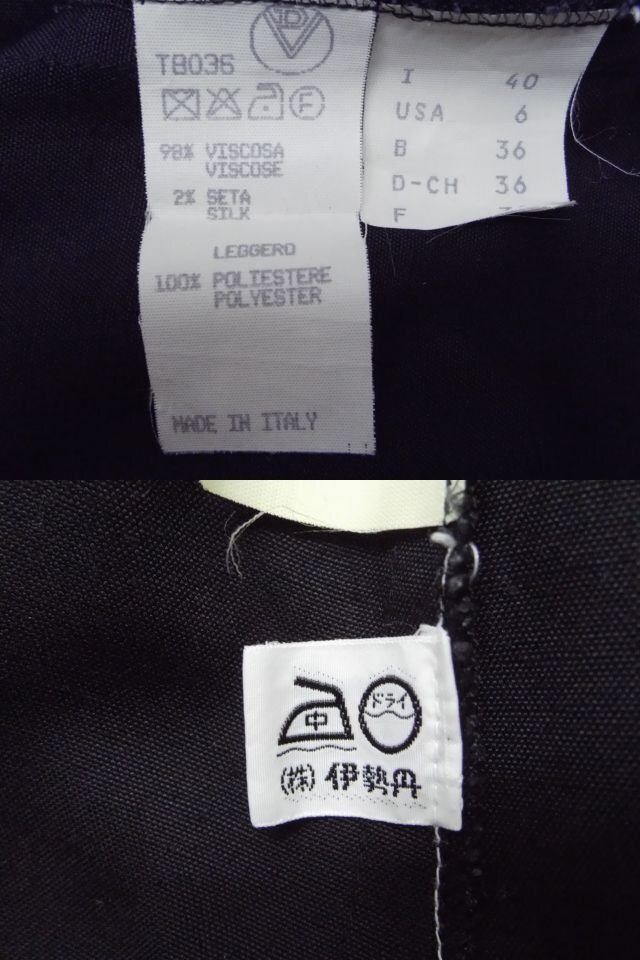 TB036
F
98% VISCOSA
VISCOSE
2% SETA
SILK
LEGGERO
100% POLIESTERE
POLYESTER
MADE IN ITALY
I 40
USA 6
B 36
D-CH 36
F
中 ドライ
(株) 伊勢丹